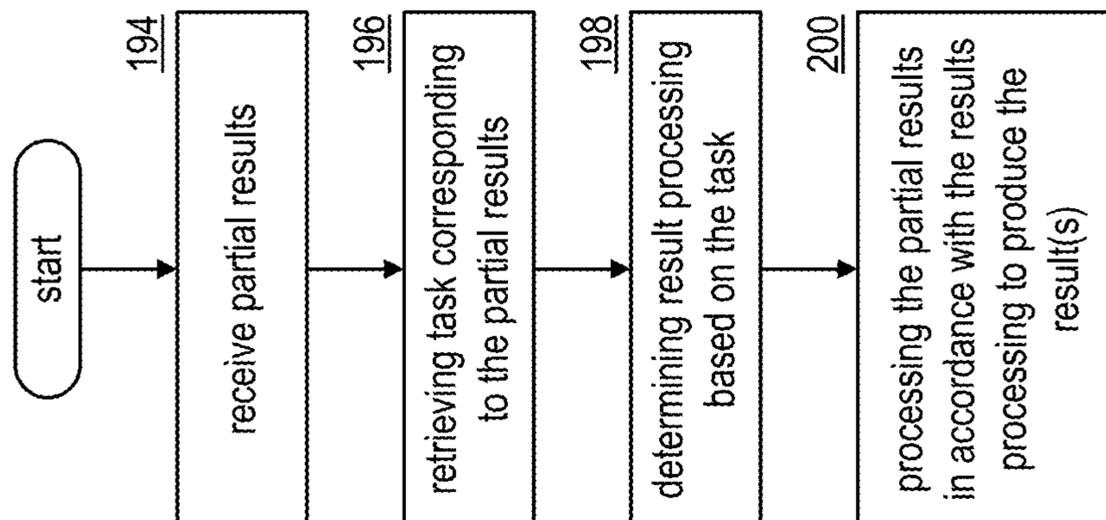 start
194
receive partial results
196
retrieving task corresponding
to the partial results
198
determining result processing
based on the task
200
processing the partial results
in accordance with the results
processing to produce the
result(s)